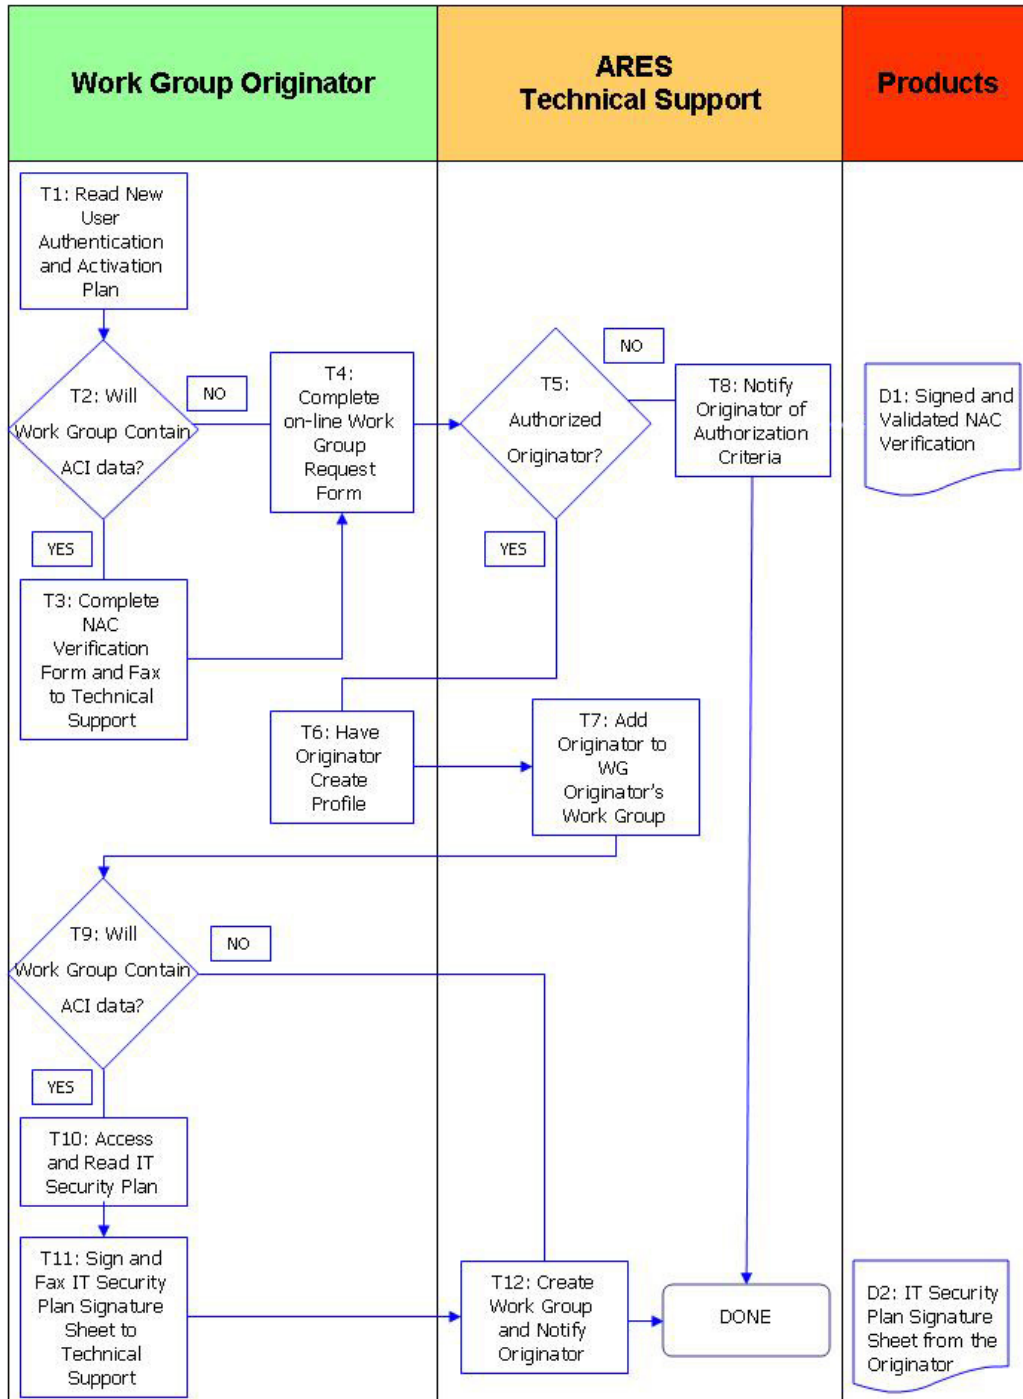 Work Group Originator
ARES
Technical Support
Products
T1: Read New
User
Authentication
and Activation
Plan
T2: Will
Work Group Contain
ACI data?
NO
YES
T3: Complete
NAC
Verification
Form and Fax
to Technical
Support
T4:
Complete
on-line Work
Group
Request
Form
T5:
Authorized
Originator?
NO
YES
T8: Notify
Originator of
Authorization
Criteria
D1: Signed and
Validated NAC
Verification
T6: Have
Originator
Create
Profile
T7: Add
Originator to
WG
Originator's
Work Group
T9: Will
Work Group Contain
ACI data?
NO
YES
T10: Access
and Read IT
Security Plan
T11: Sign and
Fax IT Security
Plan Signature
Sheet to
Technical
Support
T12: Create
Work Group
and Notify
Originator
DONE
D2: IT Security
Plan Signature
Sheet from the
Originator